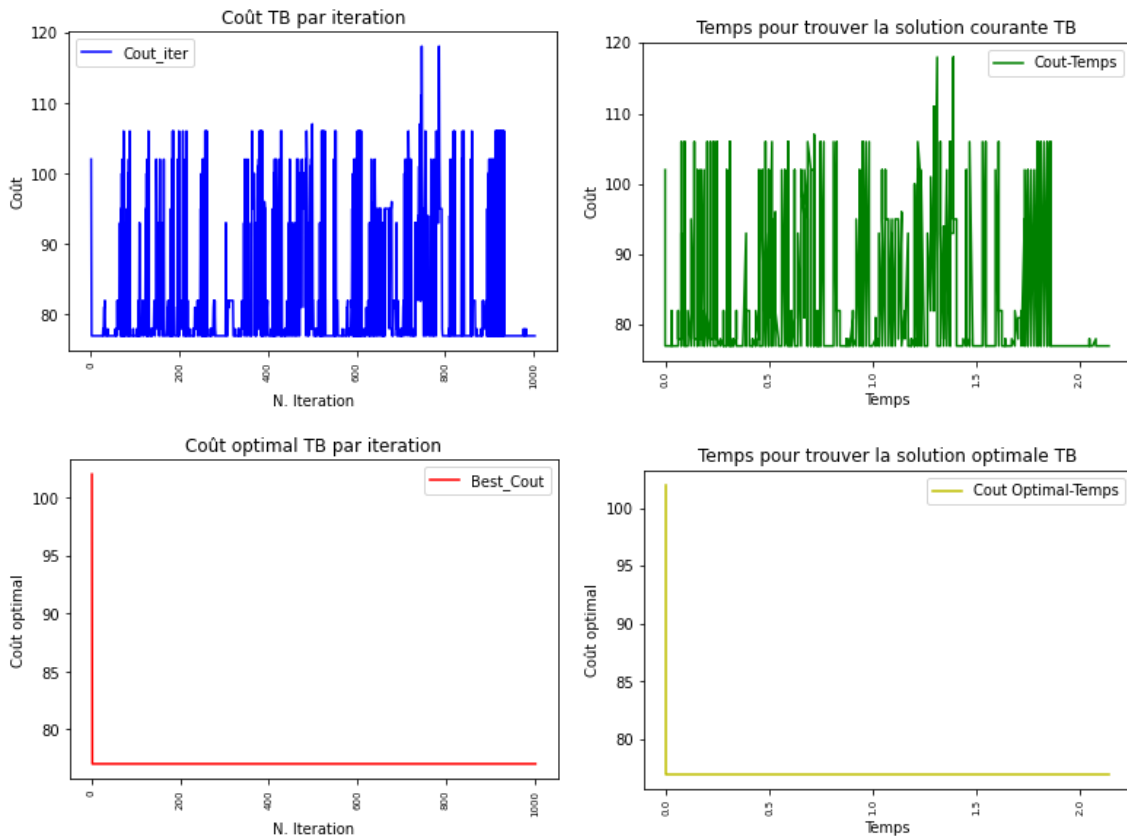 Coût TB par iteration
Cout_iter
120
110
100
90
80
Coût
0
200
400
600
800
1000
N. Iteration
Temps pour trouver la solution courante TB
Cout-Temps
120
110
100
90
80
Coût
0.0
0.5
1.0
1.5
2.0
Temps
Coût optimal TB par iteration
Best_Cout
100
95
90
85
80
Coût optimal
0
200
400
600
800
1000
N. Iteration
Temps pour trouver la solution optimale TB
Cout Optimal-Temps
100
95
90
85
80
Coût optimal
0.0
0.5
1.0
1.5
2.0
Temps